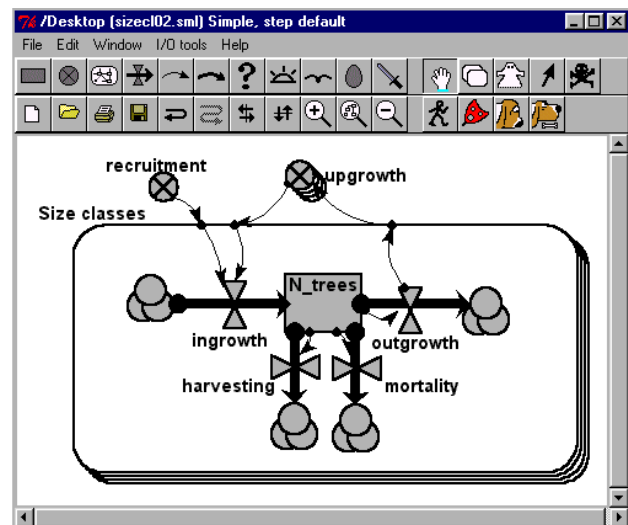 /Desktop (sizecl02.sml) Simple, step default
File Edit Window I/O tools Help
?
recruitment
upgrowth
Size classes
N_trees
ingrowth
outgrowth
harvesting
mortality